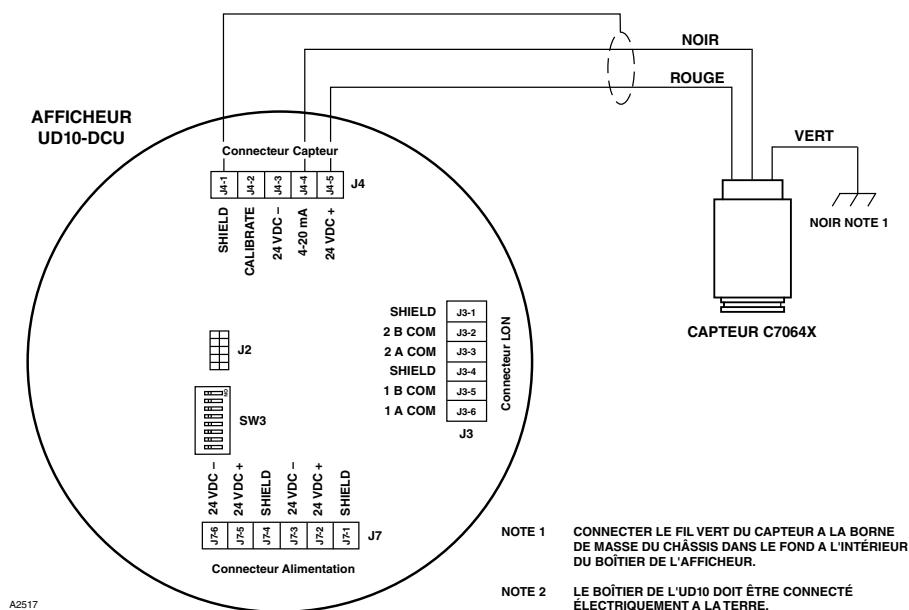 NOIR
ROUGE
VERT
NOIR NOTE 1
CAPTEUR C7064X
AFFICHEUR
UD10-DCU
Connecteur Capteur
J4-1
J4-2
J4-3
J4-4
J4-5
J4
SHIELD
CALIBRATE
24 VDC –
4-20 mA
24 VDC +
SHIELD J3-1
2 B COM J3-2
2 A COM J3-3
SHIELD J3-4
1 B COM J3-5
1 A COM J3-6
J3
Connecteur LON
J2
ON
SW3
24 VDC –
24 VDC +
SHIELD
24 VDC –
24 VDC +
SHIELD
J7-6
J7-5
J7-4
J7-3
J7-2
J7-1
J7
Connecteur Alimentation
NOTE 1 CONNECTER LE FIL VERT DU CAPTEUR A LA BORNE
DE MASSE DU CHÂSSIS DANS LE FOND A L'INTÉRIEUR
DU BOÎTIER DE L'AFFICHEUR.
NOTE 2 LE BOÎTIER DE L'UD10 DOIT ÊTRE CONNECTÉ
ÉLECTRIQUEMENT A LA TERRE.
A2517